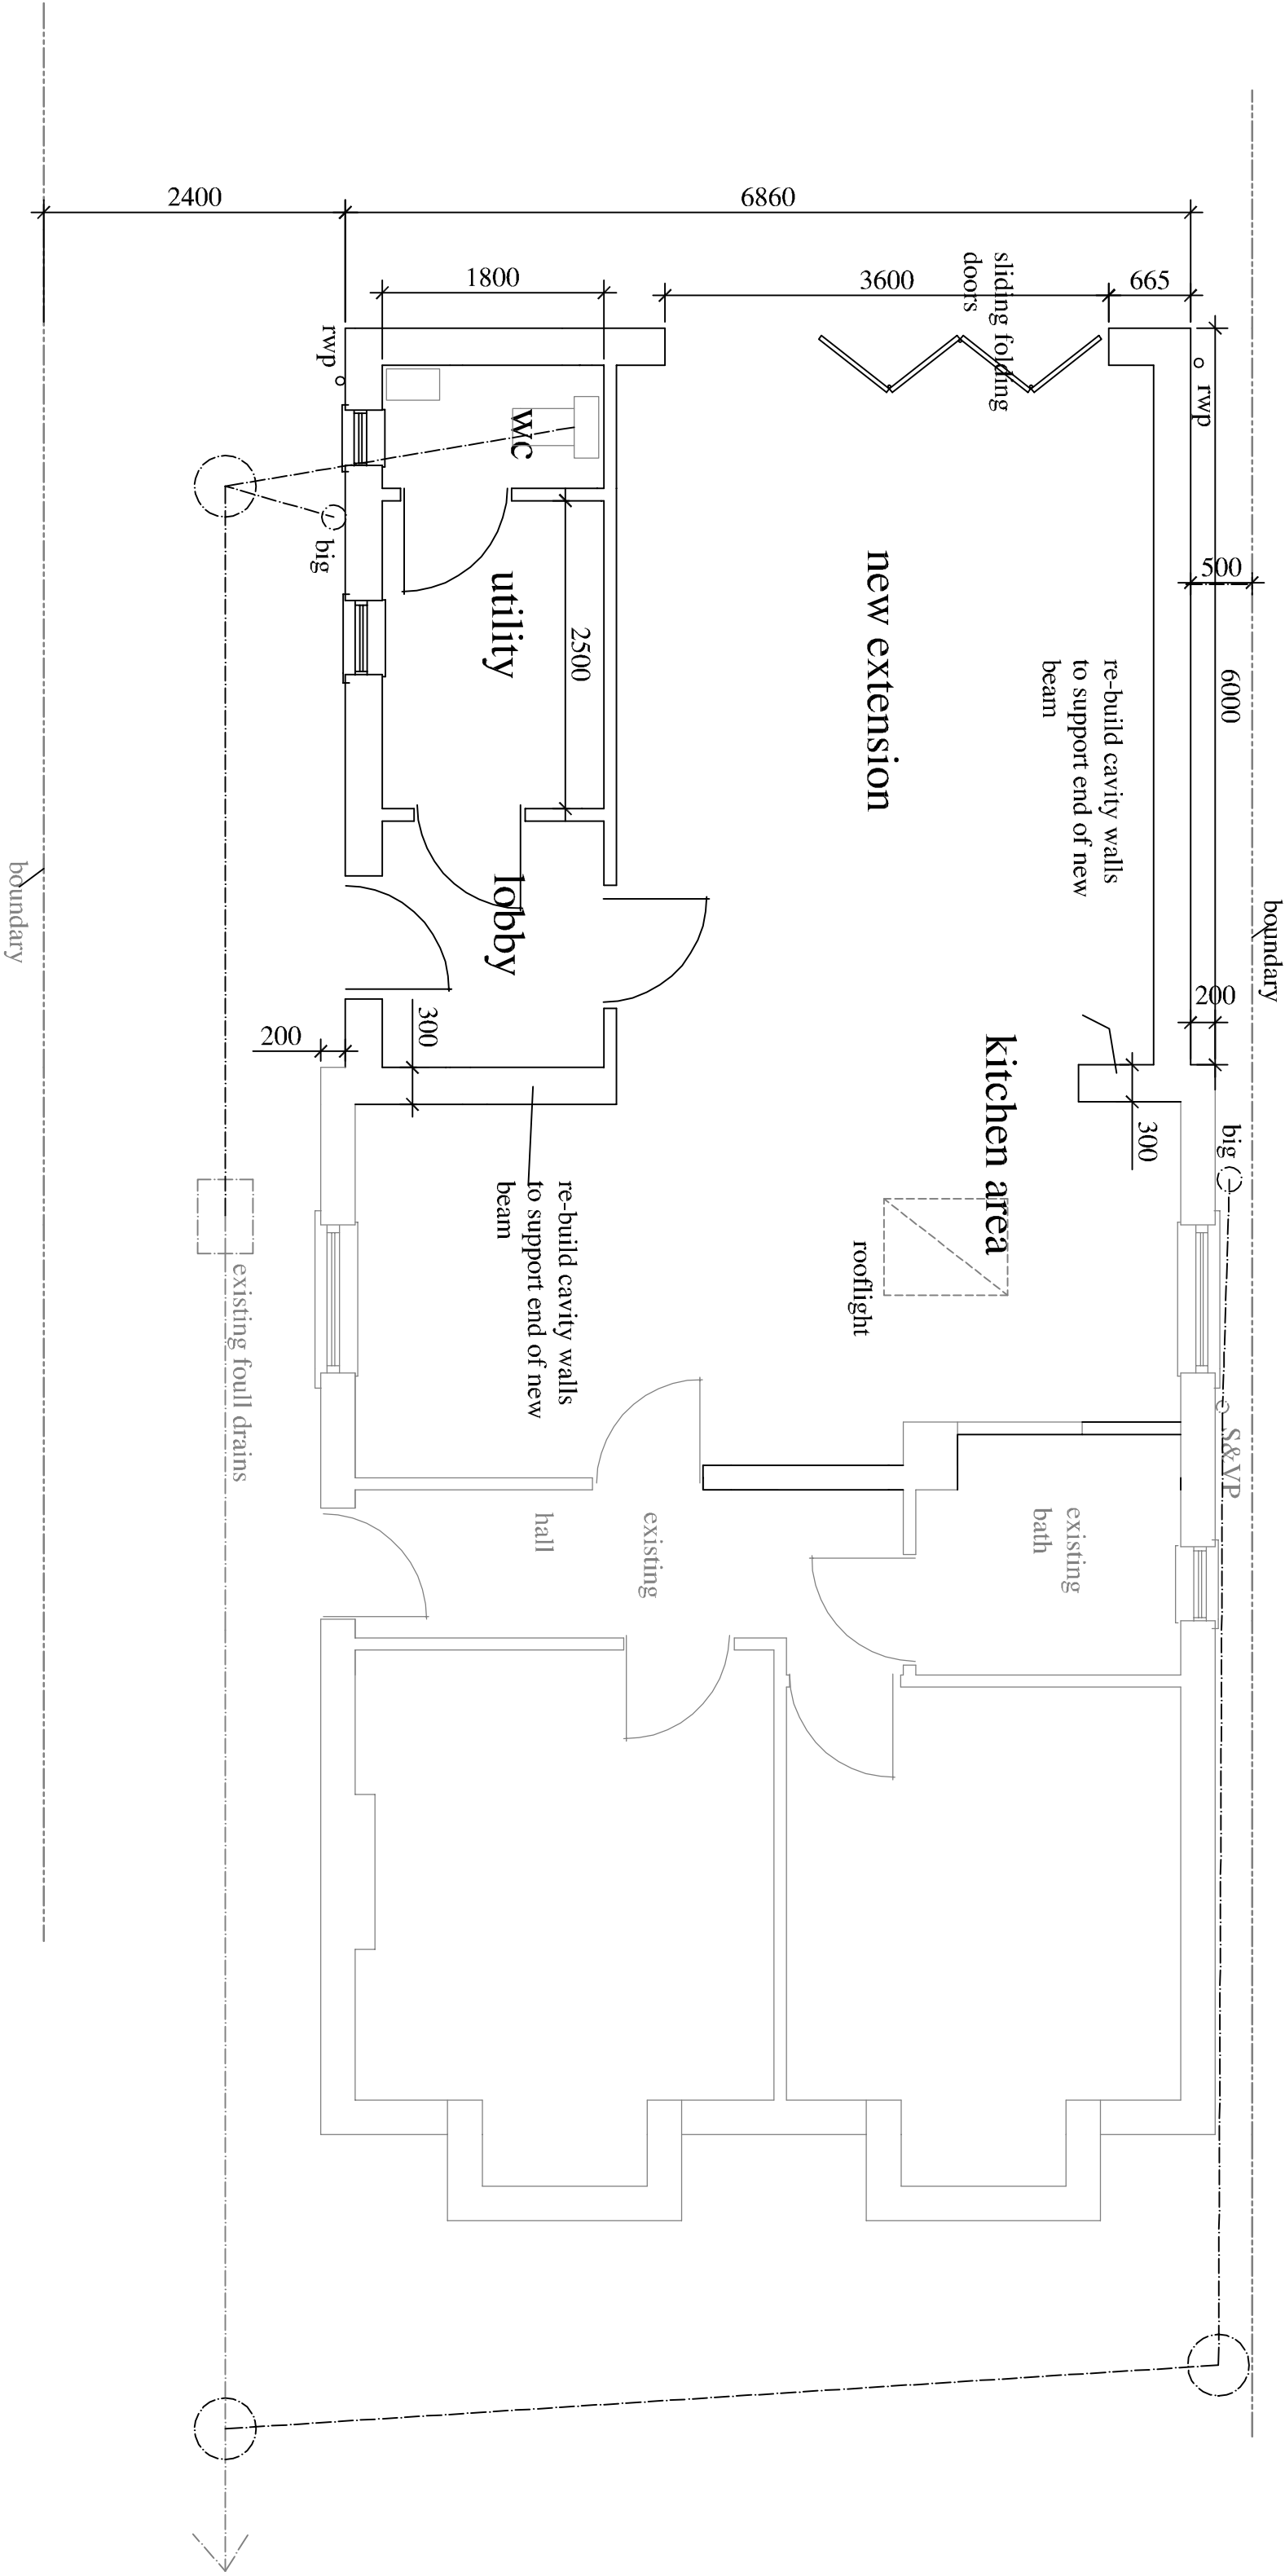 2400
6860
1800
3600
665
sliding folding
doors
rwp
rwp
wc
500
6000
big
utility
2500
new extension
re-build cavity walls
to support end of new
beam
boundary
boundary
lobby
200
200
300
kitchen area
300
big
re-build cavity walls
to support end of new
beam
rooflight
existing foull drains
S&VP
existing
bath
existing
hall